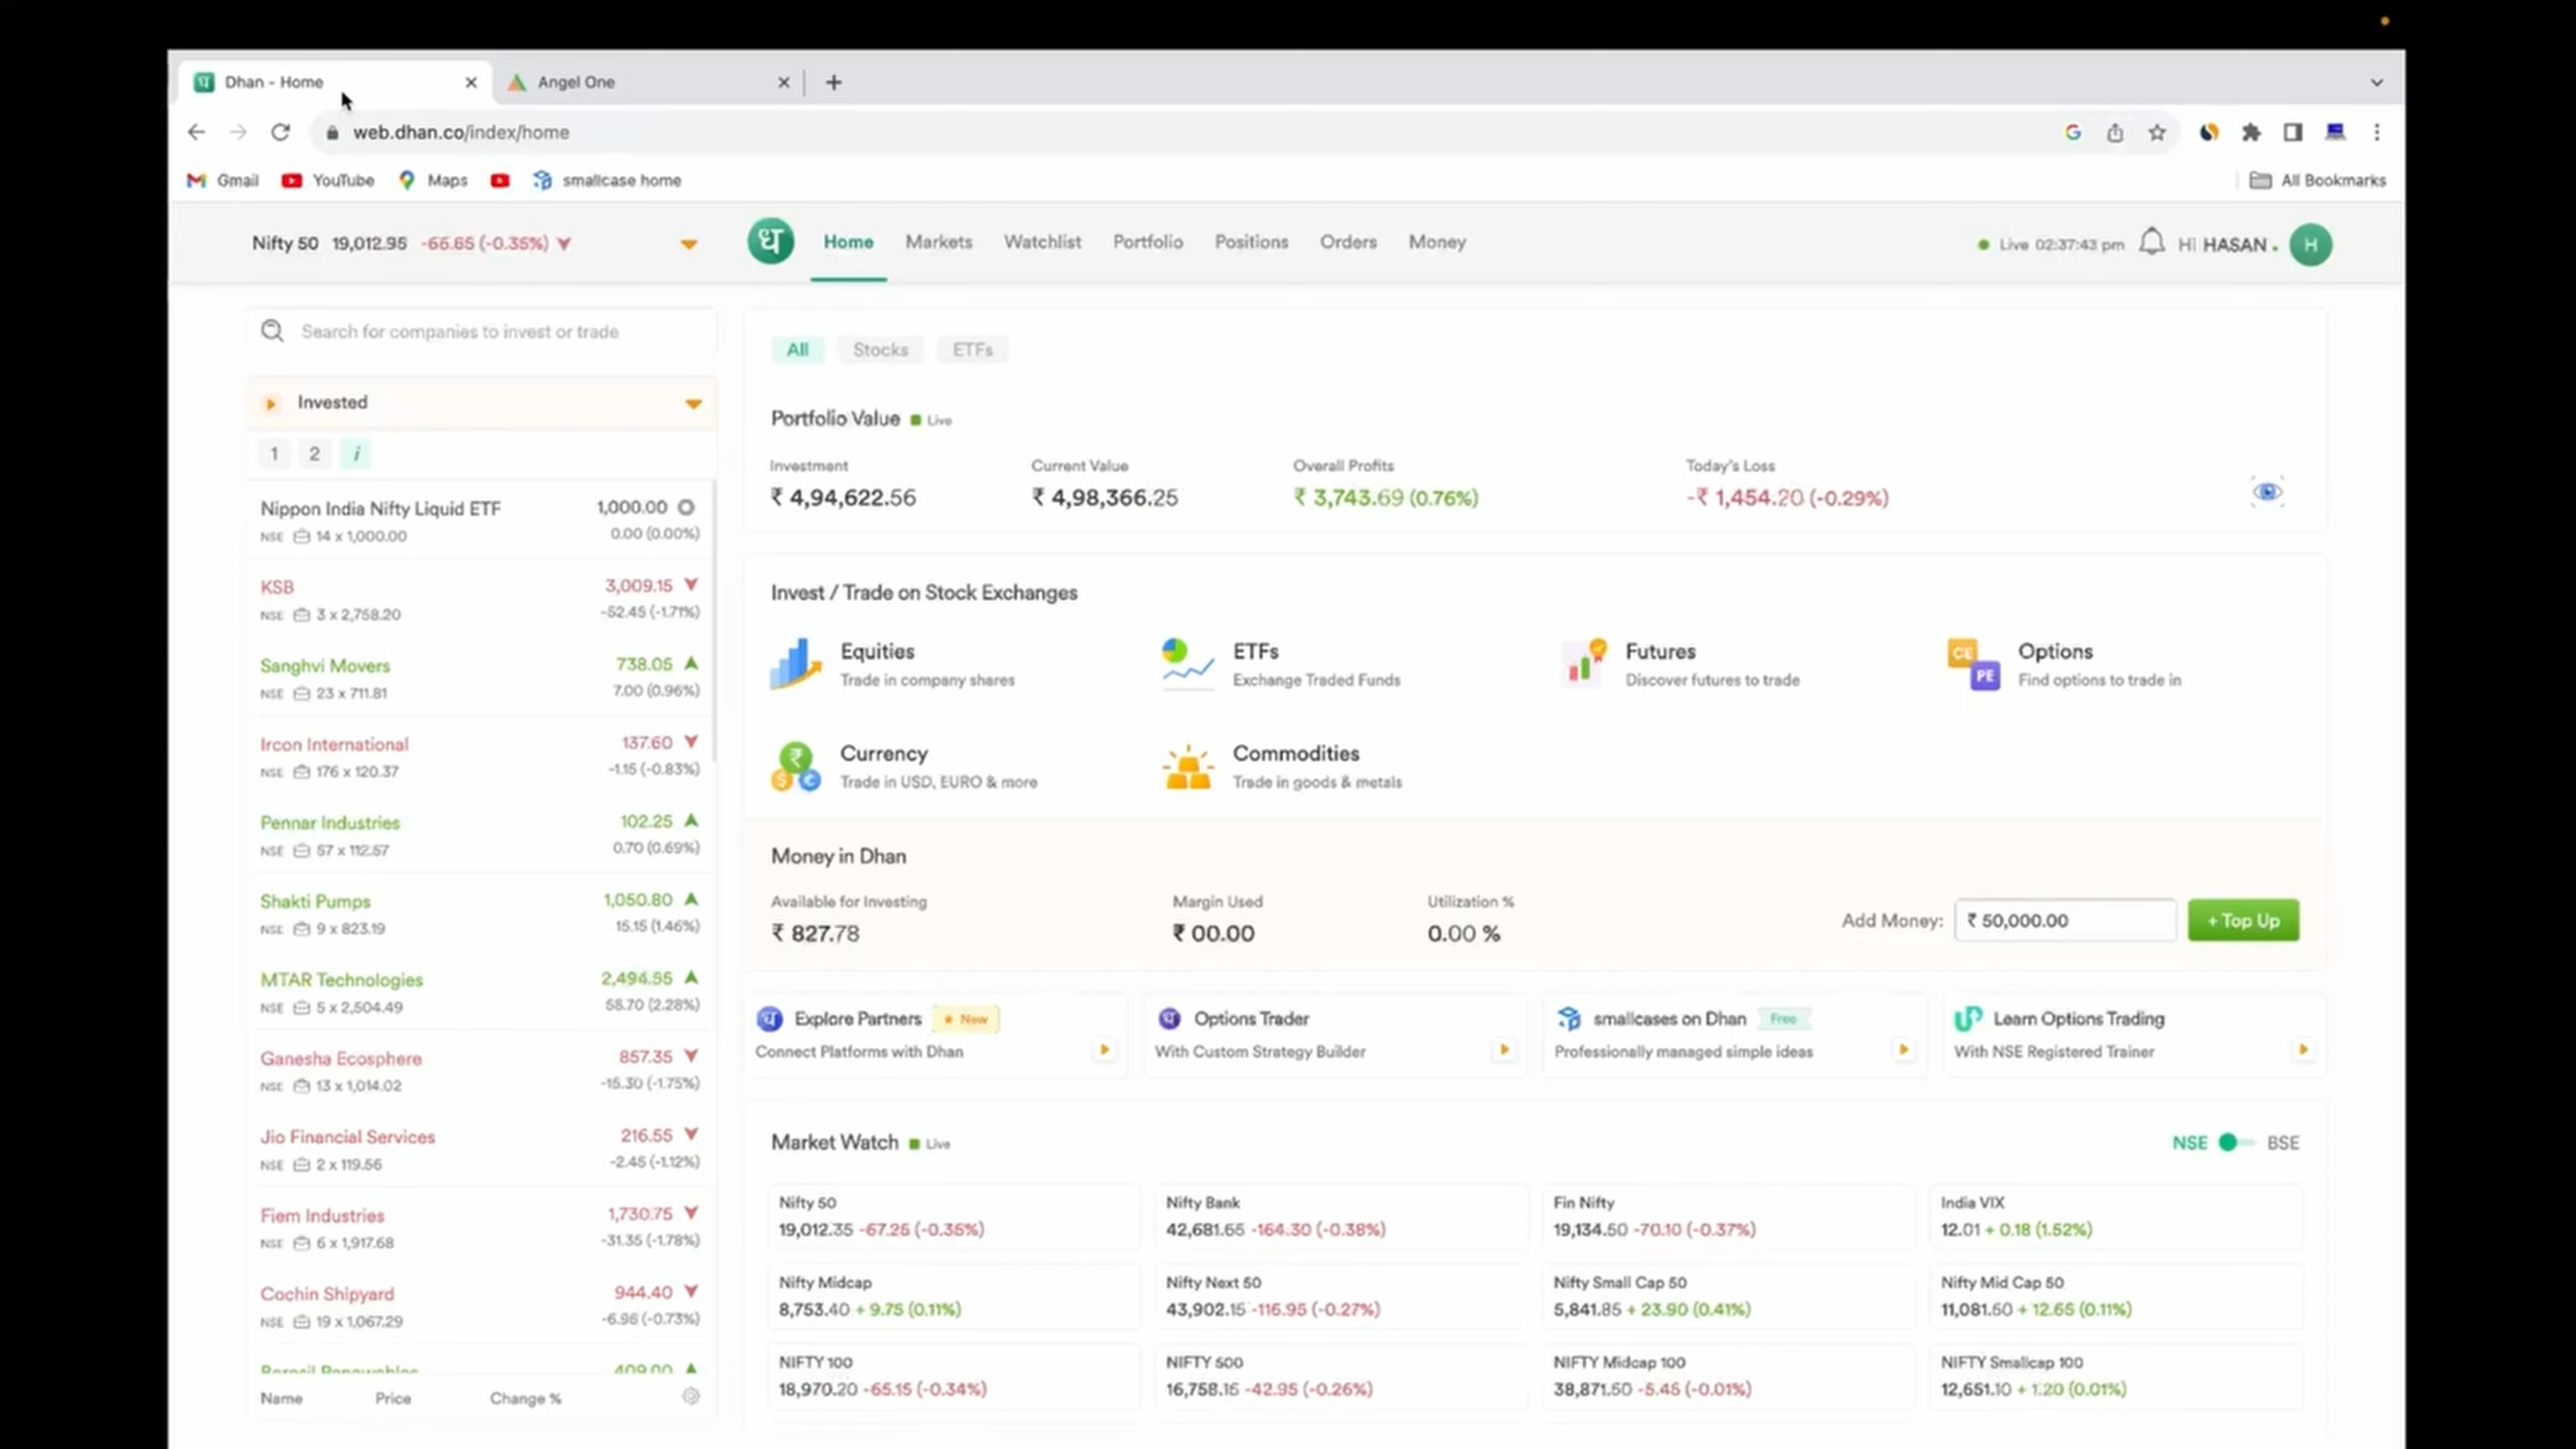 Dhan - Home
Angel One
web.dhan.co/index/home
Gmail
YouTube
Maps
smallcase home
All Bookmarks
Nifty 50 19,012.95 -66.65 (-0.35%)
ध
Home
Markets
Watchlist
Portfolio
Positions
Orders
Money
Live 02:37:43 pm
Hi HASAN
H
Search for companies to invest or trade
Invested
1 2 i
Nippon India Nifty Liquid ETF 1,000.00
NSE 14 x 1,000.00 0.00 (0.00%)
KSB 3,009.15
NSE 3 x 2,758.20 -52.45 (-1.71%)
Sanghvi Movers 738.05
NSE 23 x 711.81 7.00 (0.96%)
Ircon International 137.60
NSE 176 x 120.37 -1.15 (-0.83%)
Pennar Industries 102.25
NSE 57 x 112.57 0.70 (0.69%)
Shakti Pumps 1,050.80
NSE 9 x 823.19 15.15 (1.46%)
MTAR Technologies 2,494.55
NSE 5 x 2,504.49 55.70 (2.28%)
Ganesha Ecosphere 857.35
NSE 13 x 1,014.02 -15.30 (-1.75%)
Jio Financial Services 216.55
NSE 2 x 119.56 -2.45 (-1.12%)
Fiem Industries 1,730.75
NSE 6 x 1,917.68 -31.35 (-1.78%)
Cochin Shipyard 944.40
NSE 19 x 1,067.29 -6.95 (-0.73%)
Borosil Renewables 409.00
Name Price Change %
All Stocks ETFs
Portfolio Value Live
Investment Current Value Overall Profits Today's Loss
₹ 4,94,622.56 ₹ 4,98,366.25 ₹ 3,743.69 (0.76%) -₹ 1,454.20 (-0.29%)
Invest / Trade on Stock Exchanges
Equities
Trade in company shares
ETFs
Exchange Traded Funds
Futures
Discover futures to trade
CE
PE
Options
Find options to trade in
Currency
Trade in USD, EURO & more
Commodities
Trade in goods & metals
Money in Dhan
Available for Investing Margin Used Utilization %
₹ 827.78 ₹ 00.00 0.00 %
Add Money: ₹ 50,000.00 + Top Up
Explore Partners New
Connect Platforms with Dhan
Options Trader
With Custom Strategy Builder
smallcases on Dhan Free
Professionally managed simple ideas
Learn Options Trading
With NSE Registered Trainer
Market Watch Live
NSE BSE
Nifty 50
19,012.35 -67.25 (-0.35%)
Nifty Bank
42,681.65 -164.30 (-0.38%)
Fin Nifty
19,134.50 -70.10 (-0.37%)
India VIX
12.01 + 0.18 (1.52%)
Nifty Midcap
8,753.40 + 9.75 (0.11%)
Nifty Next 50
43,902.15 -116.95 (-0.27%)
Nifty Small Cap 50
5,841.85 + 23.90 (0.41%)
Nifty Mid Cap 50
11,081.60 + 12.65 (0.11%)
NIFTY 100
18,970.20 -65.15 (-0.34%)
NIFTY 500
16,758.15 -42.95 (-0.26%)
NIFTY Midcap 100
38,871.50 -5.45 (-0.01%)
NIFTY Smallcap 100
12,651.10 + 1.20 (0.01%)